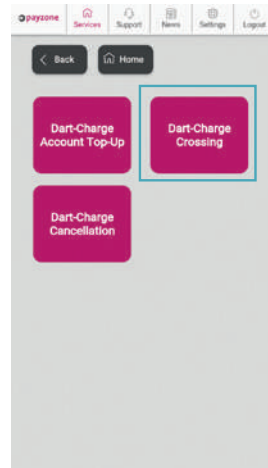 payzone
Services
Support
News
Settings
Logout
< Back
Home
Dart-Charge
Account Top-Up
Dart-Charge
Crossing
Dart-Charge
Cancellation